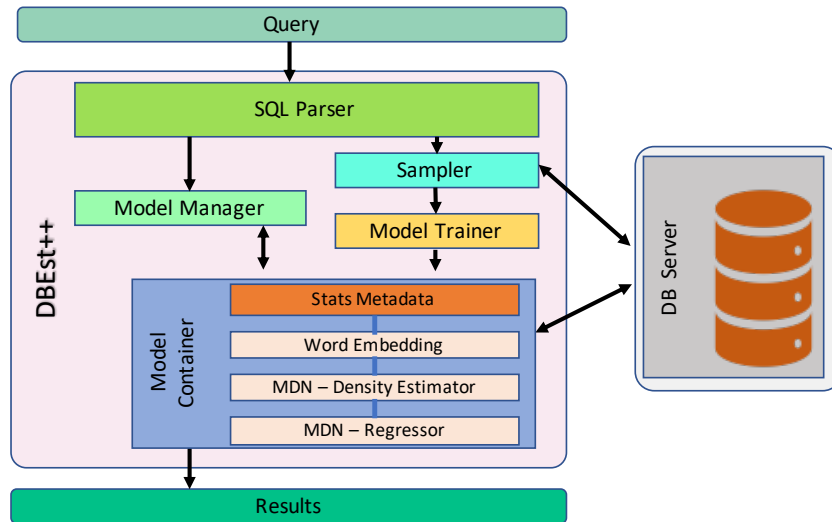 Query
SQL Parser
Sampler
Model Manager
Model Trainer
DBEst++
Stats Metadata
Word Embedding
MDN – Density Estimator
MDN – Regressor
Model
Container
DB Server
Results